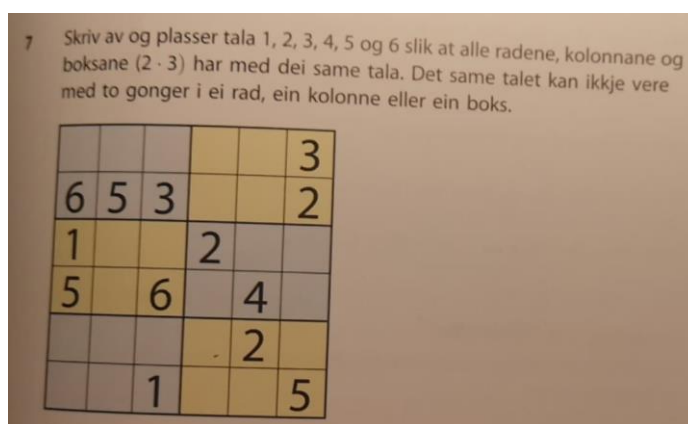 7 Skriv av og plasser tala 1, 2, 3, 4, 5 og 6 slik at alle radene, kolonnane og
boksane (2 · 3) har med dei same tala. Det same talet kan ikkje vere
med to gonger i ei rad, ein kolonne eller ein boks.
3
6 5 3 2
1 2
5 6 4
2
1 5